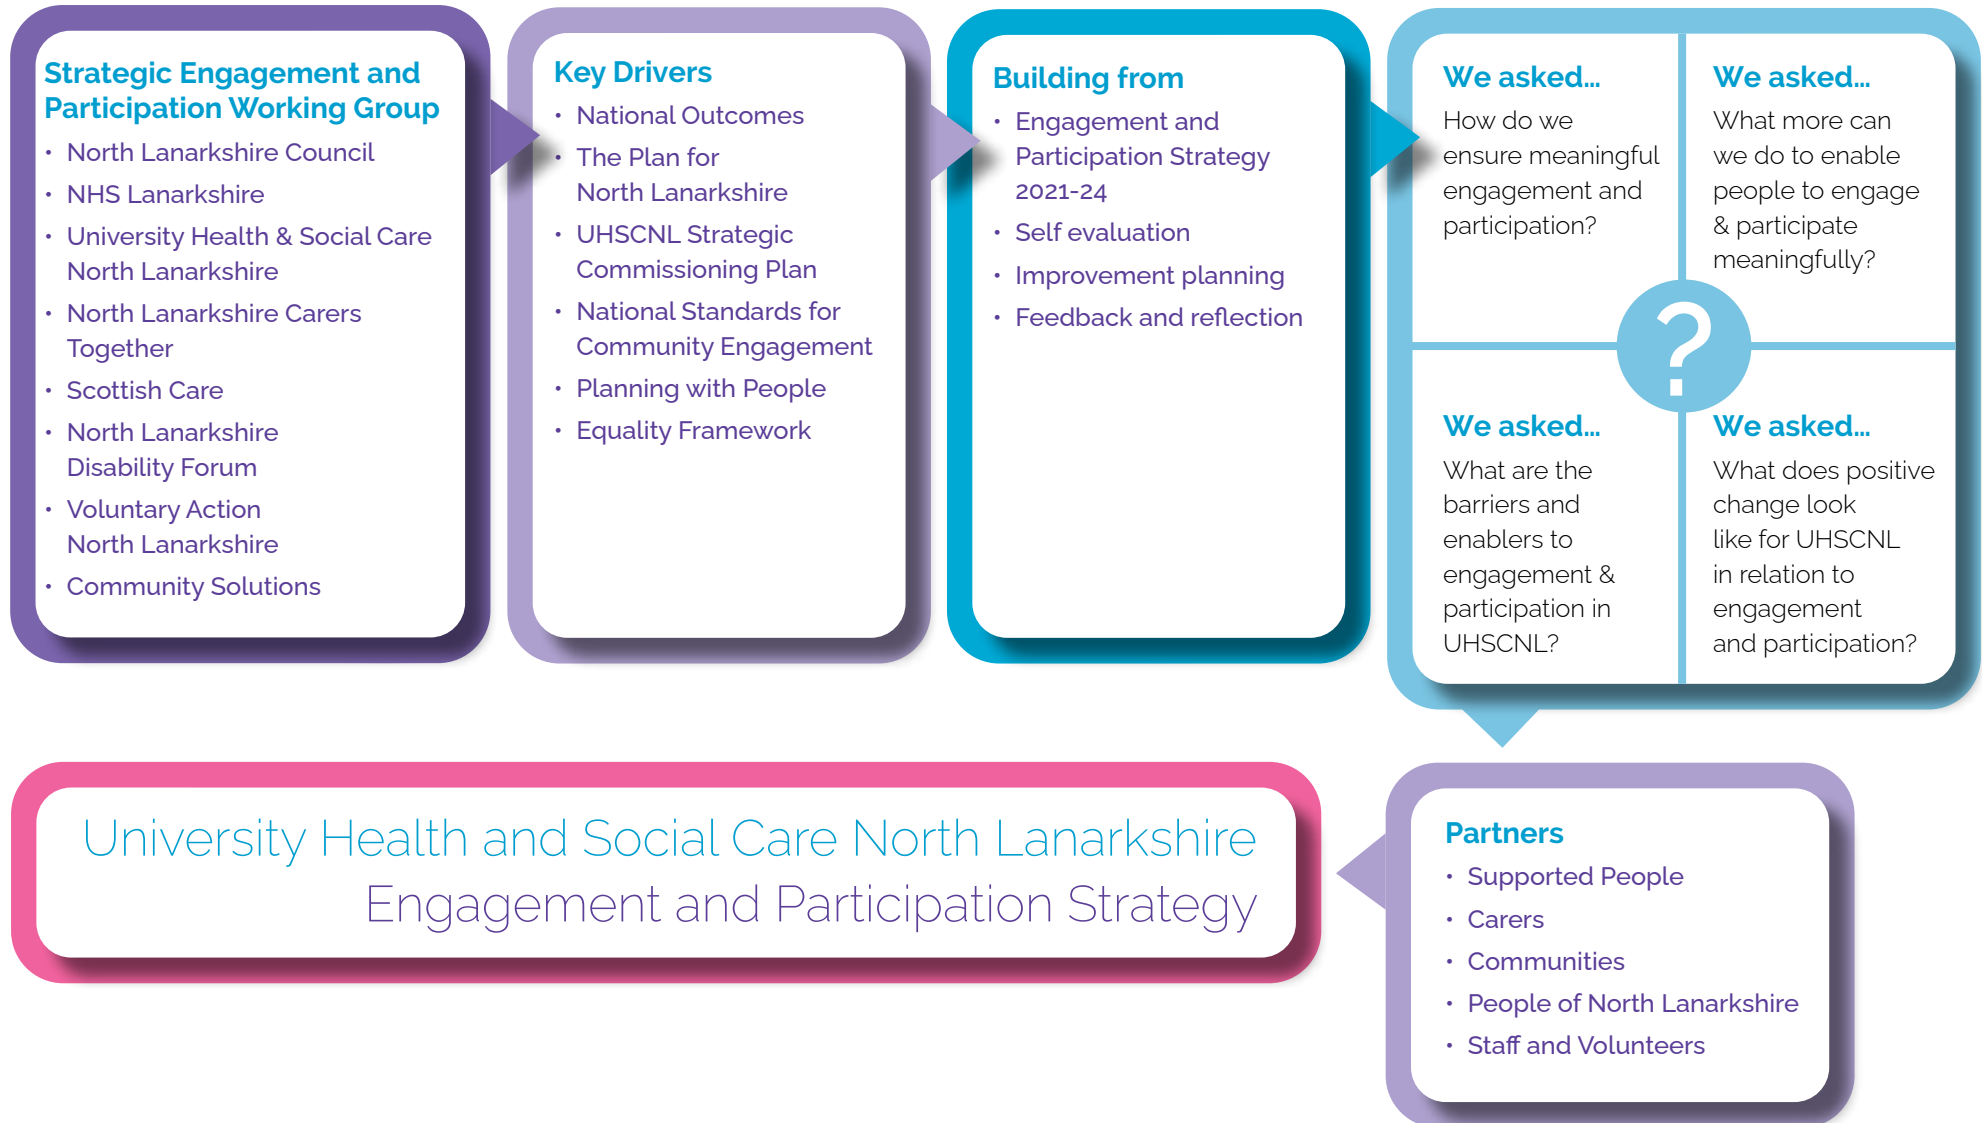 Strategic Engagement and
Participation Working Group
• North Lanarkshire Council
• NHS Lanarkshire
• University Health & Social Care
North Lanarkshire
• North Lanarkshire Carers
Together
• Scottish Care
• North Lanarkshire
Disability Forum
• Voluntary Action
North Lanarkshire
• Community Solutions
Key Drivers
• National Outcomes
• The Plan for
North Lanarkshire
• UHSCNL Strategic
Commissioning Plan
• National Standards for
Community Engagement
• Planning with People
• Equality Framework
Building from
• Engagement and
Participation Strategy
2021-24
• Self evaluation
• Improvement planning
• Feedback and reflection
We asked...
How do we
ensure meaningful
engagement and
participation?
We asked...
What more can
we do to enable
people to engage
& participate
meaningfully?
?
We asked...
What are the
barriers and
enablers to
engagement &
participation in
UHSCNL?
We asked...
What does positive
change look
like for UHSCNL
in relation to
engagement
and participation?
Partners
• Supported People
• Carers
• Communities
• People of North Lanarkshire
• Staff and Volunteers
University Health and Social Care North Lanarkshire
Engagement and Participation Strategy